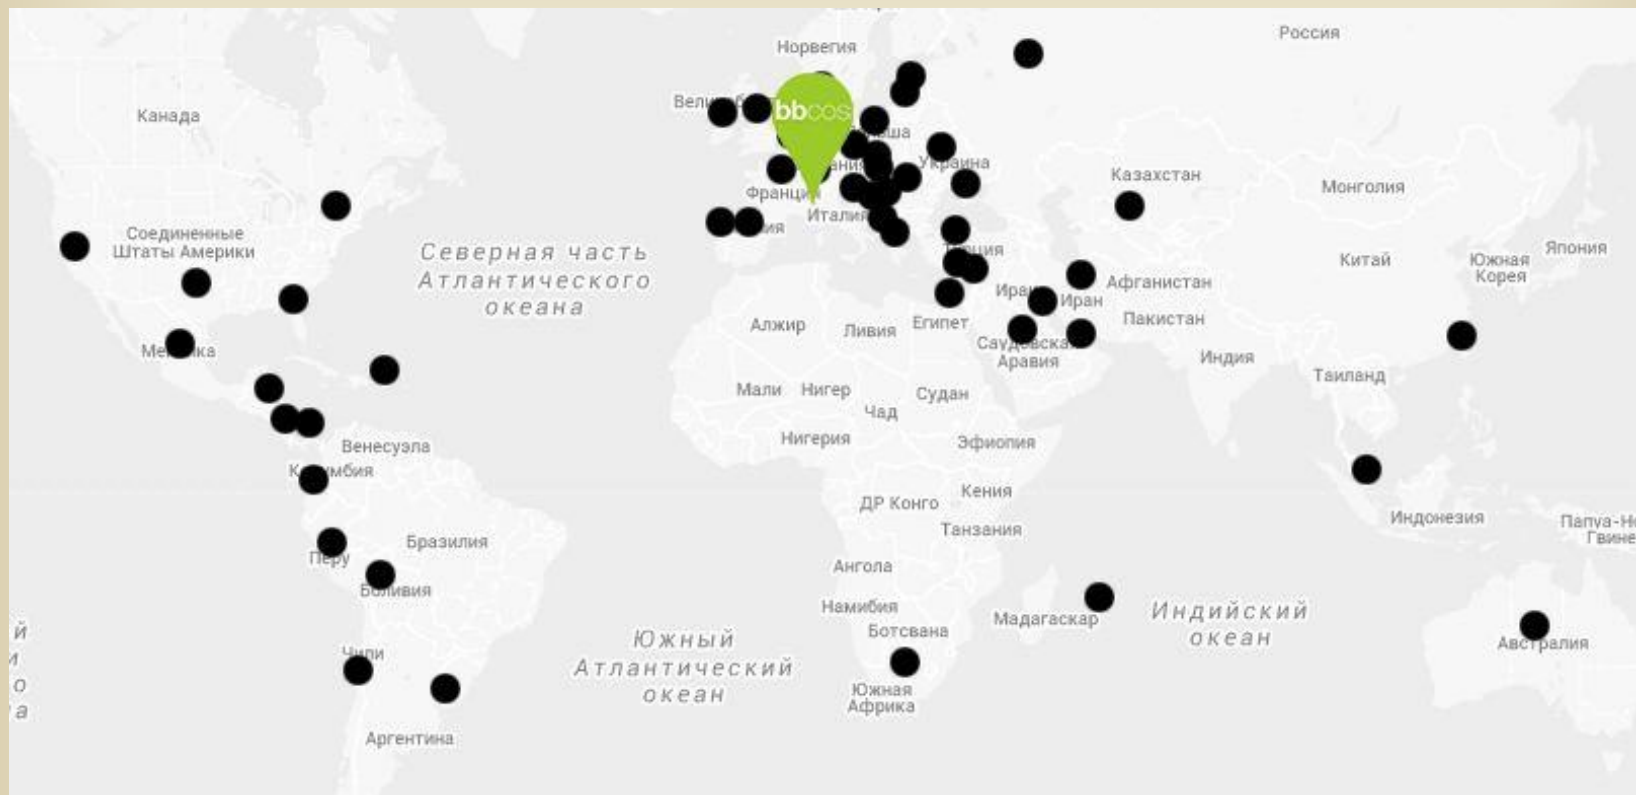 Норвегия
Россия
Канада
bbcos
Украина
Казахстан
Монголия
Италия
Соединенные
Штаты Америки
Северная часть
Атлантического
океана
Китай
Южная
Корея
Япония
Афганистан
Иран
Пакистан
Алжир
Ливия
Египет
Аравия
Индия
Таиланд
Мали
Нигер
Судан
Чад
Нигерия
Эфиопия
Венесуэла
ДР Конго
Кения
Танзания
Индонезия
Бразилия
Перу
Ангола
Боливия
Намибия
Ботсвана
Мадагаскар
Индийский
океан
Южный
Атлантический
океан
Австралия
Чили
Южная
Африка
Аргентина